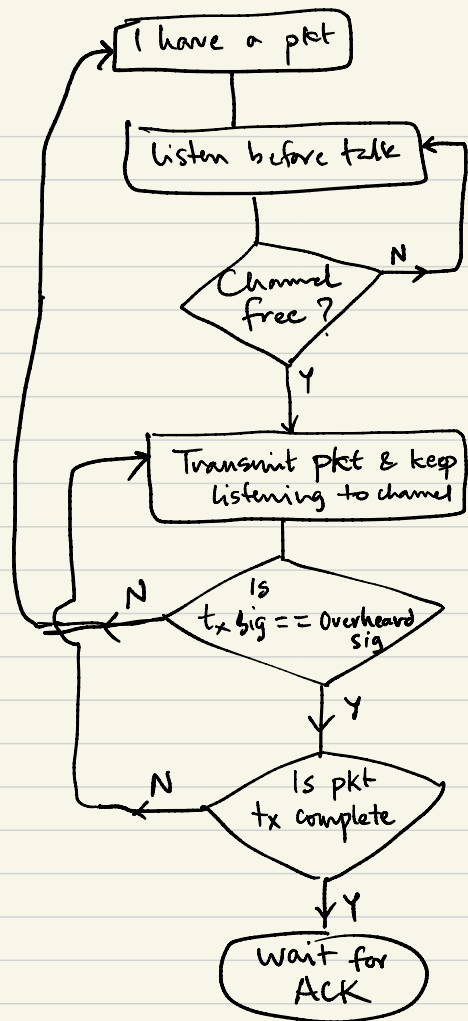 I have a pkt
Listen before talk
N
Channel
free ?
Y
Transmit pkt & keep
listening to channel
Is
N
tx sig == Overheard
sig
Y
Is pkt
N
tx complete
Y
wait for
ACK